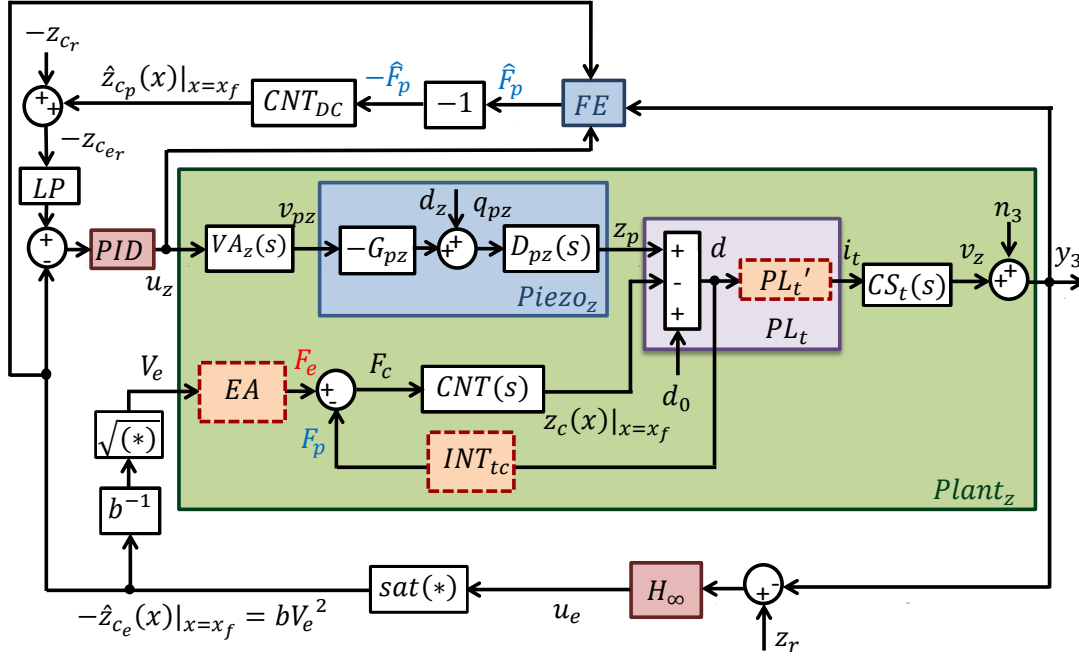 −z_{c_r}
ẑ_{c_p}(x)|_{x=x_f}
−F̂_p
F̂_p
CNT_{DC}
−1
FE
+
+
−z_{c_{er}}
LP
+
-
PID
u_z
VA_z(s)
v_{pz}
−G_{pz}
d_z
q_{pz}
+
+
D_{pz}(s)
Piezo_z
z_p
+
-
+
d
PL_t'
PL_t
d_0
i_t
CS_t(s)
v_z
n_3
+
+
y_3
V_e
EA
F_e
+
-
F_c
CNT(s)
z_c(x)|_{x=x_f}
F_p
INT_{tc}
Plant_z
√(∗)
b^{−1}
−ẑ_{c_e}(x)|_{x=x_f} = bV_e^2
sat(∗)
u_e
H_∞
+
-
z_r